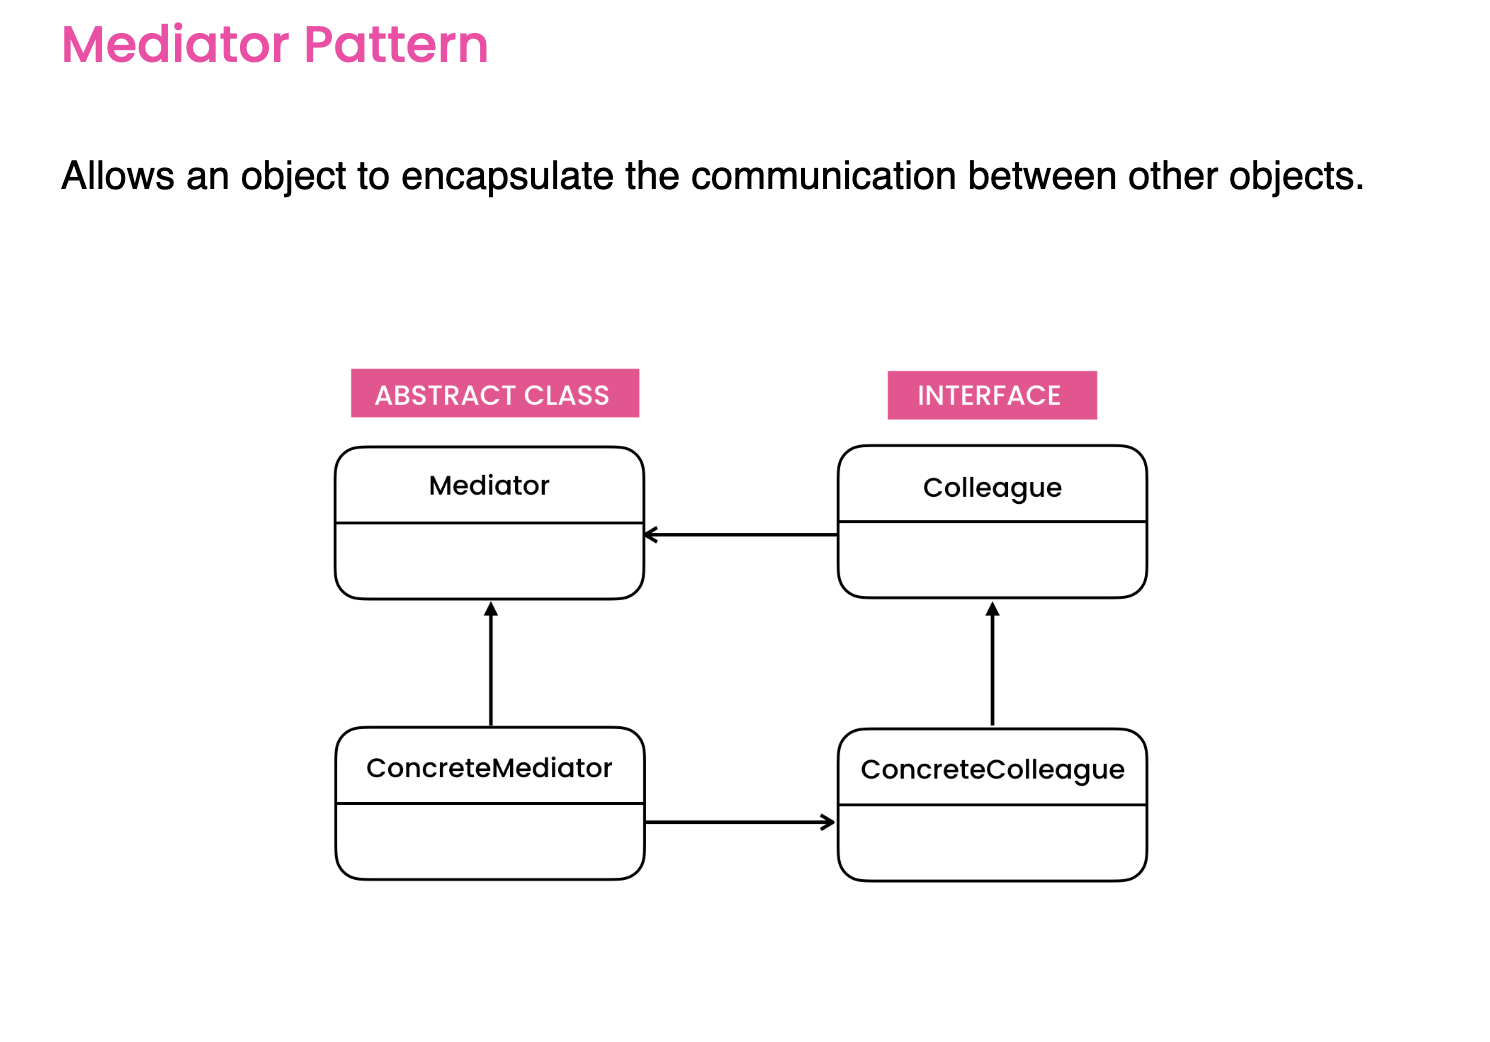 Mediator Pattern
Allows an object to encapsulate the communication between other objects.
ABSTRACT CLASS
INTERFACE
Mediator
Colleague
ConcreteMediator
ConcreteColleague